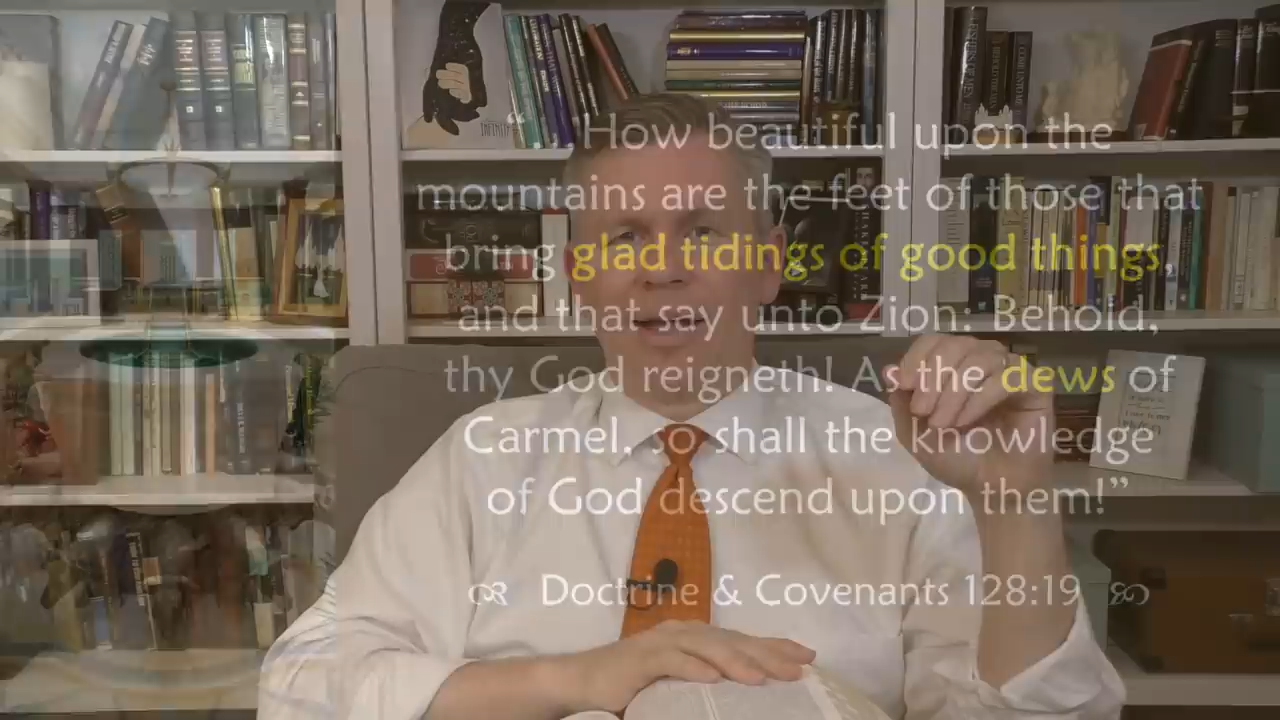 “ How beautiful upon the
mountains are the feet of those that
bring glad tidings of good things
and that say unto Zion: Behold,
thy God reigneth! As the dews of
Carmel, so shall the knowledge
of God descend upon them!”
Doctrine & Covenants 128:19
INFINITY